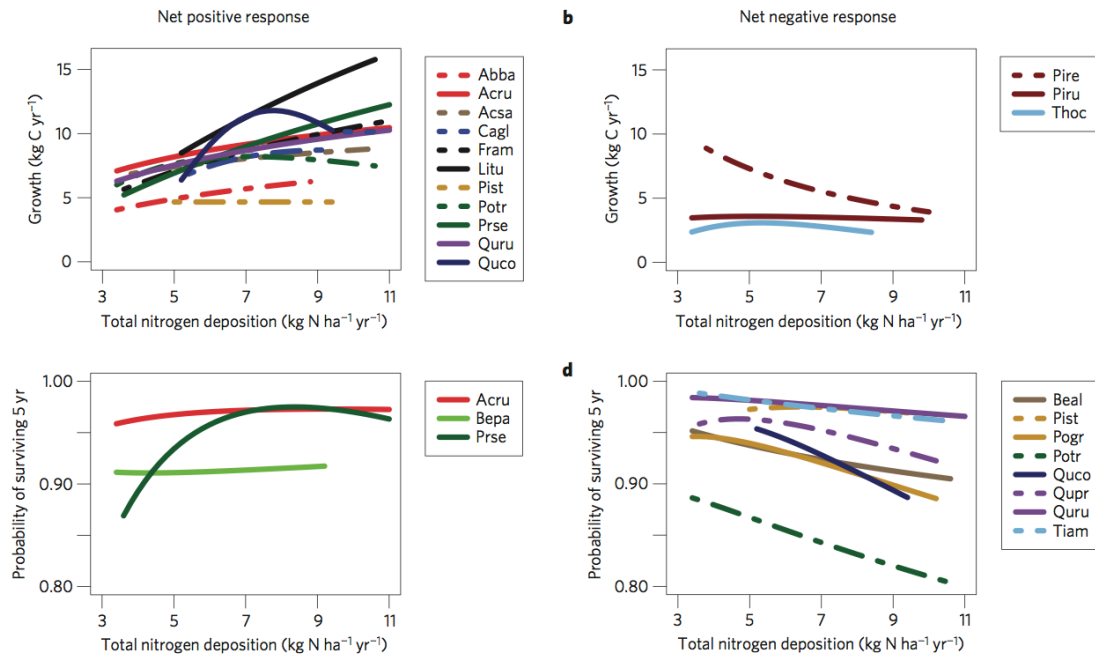 Net positive response
b
Net negative response
Growth (kg C yr⁻¹)
15
10
5
0
3
5
7
9
11
Total nitrogen deposition (kg N ha⁻¹ yr⁻¹)
Abba
Acru
Acsa
Cagl
Fram
Litu
Pist
Potr
Prse
Quru
Quco
Growth (kg C yr⁻¹)
15
10
5
0
3
5
7
9
11
Total nitrogen deposition (kg N ha⁻¹ yr⁻¹)
Pire
Piru
Thoc
Probability of surviving 5 yr
1.00
0.90
0.80
3
5
7
9
11
Total nitrogen deposition (kg N ha⁻¹ yr⁻¹)
Acru
Bepa
Prse
d
Probability of surviving 5 yr
1.00
0.90
0.80
3
5
7
9
11
Total nitrogen deposition (kg N ha⁻¹ yr⁻¹)
Beal
Pist
Pogr
Potr
Quco
Qupr
Quru
Tiam